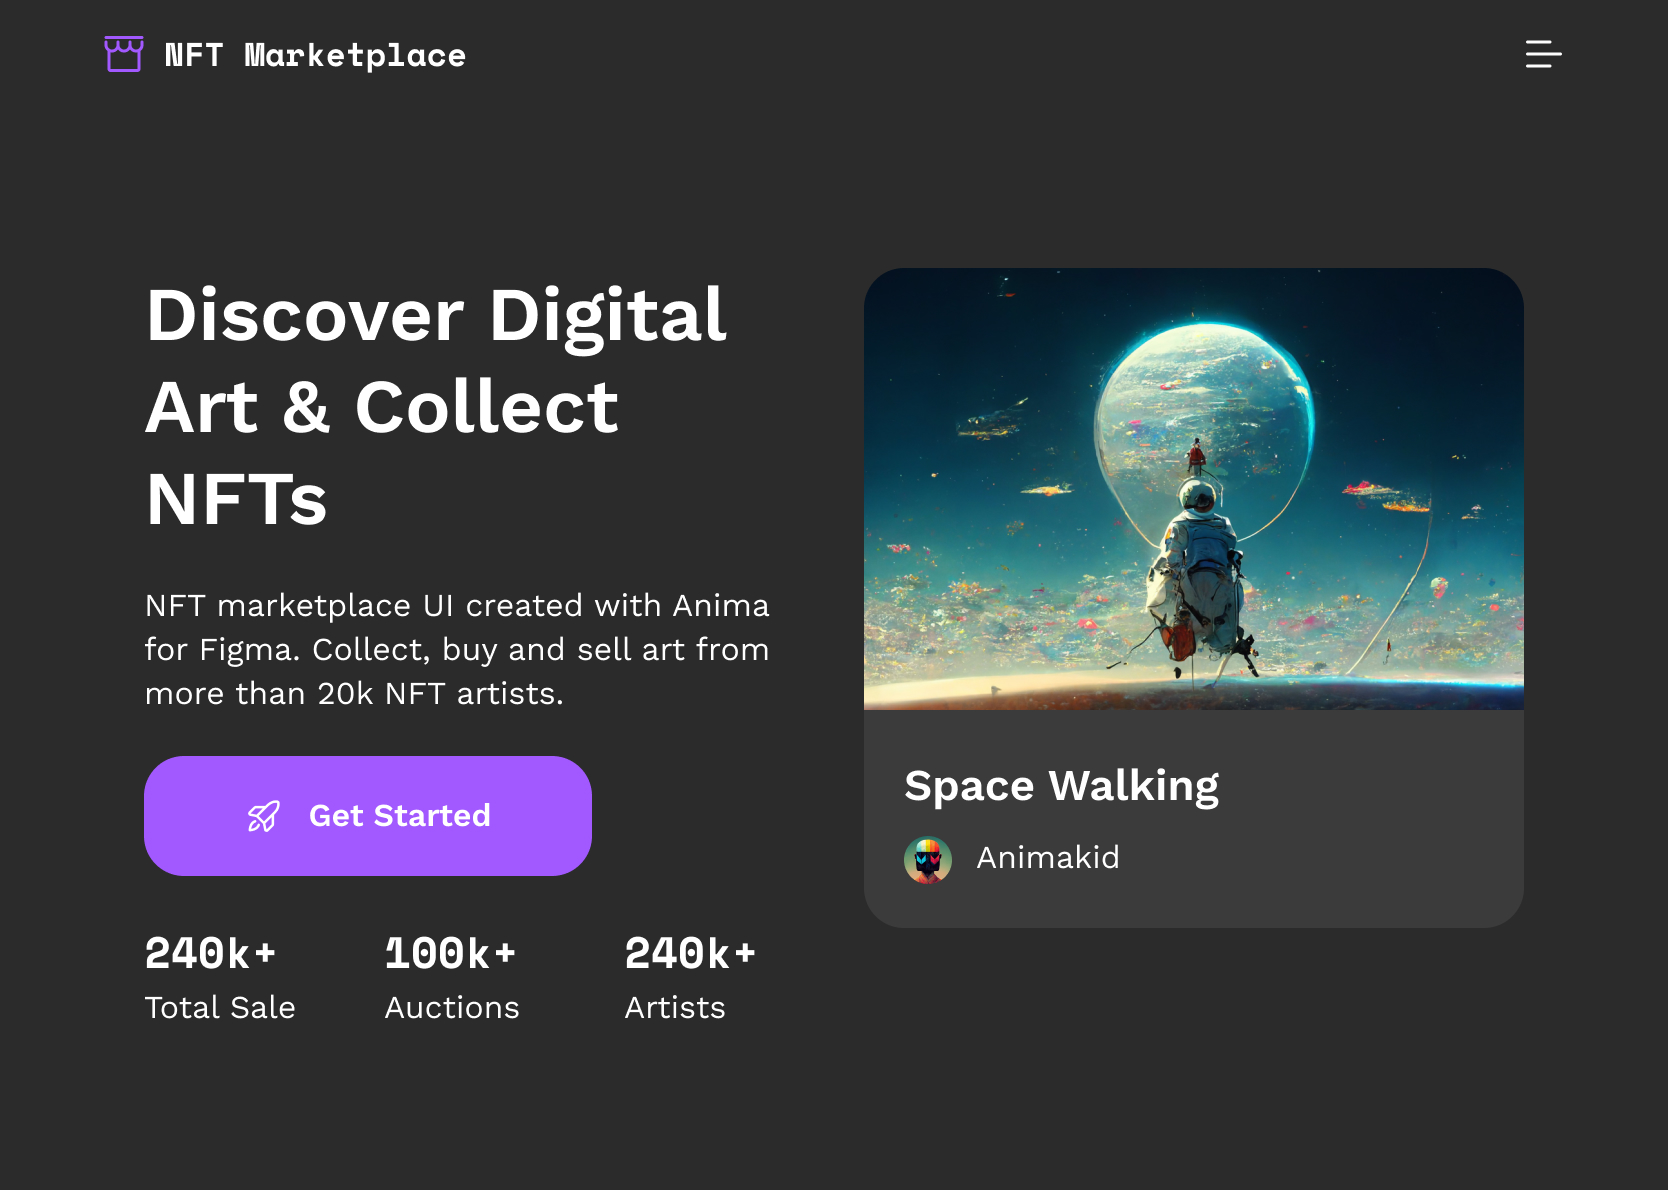 NFT Marketplace
Discover Digital
Art & Collect
NFTs
NFT marketplace UI created with Anima
for Figma. Collect, buy and sell art from
more than 20k NFT artists.
Get Started
240k+ 100k+ 240k+
Total Sale Auctions Artists
Space Walking
Animakid